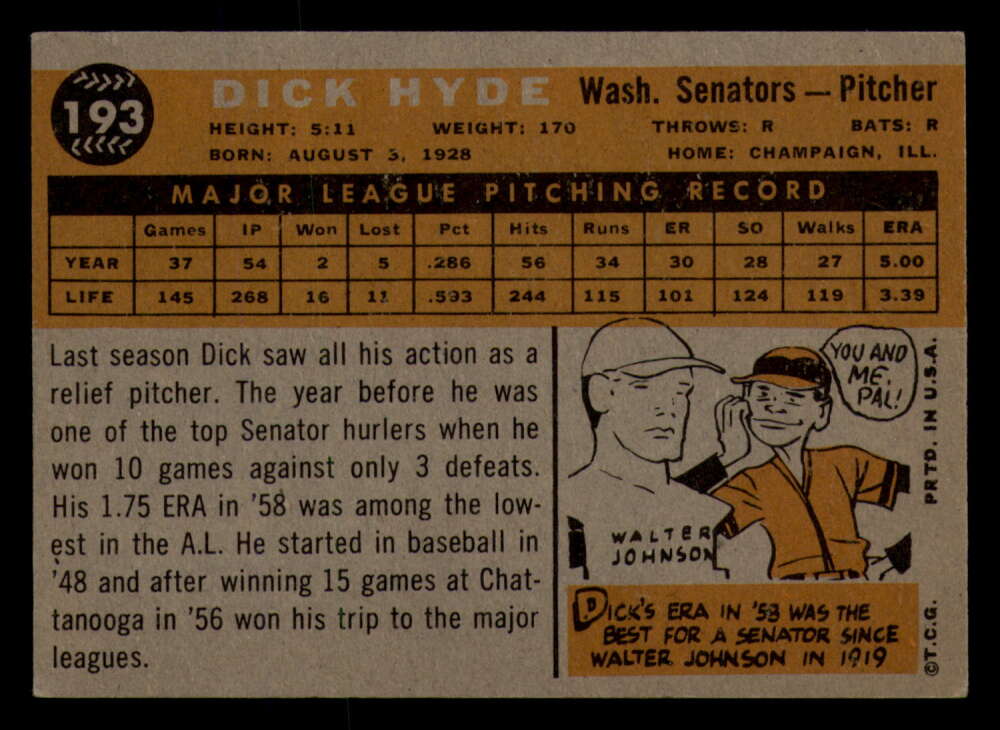 193
DICK HYDE Wash. Senators — Pitcher
HEIGHT: 5:11 WEIGHT: 170 THROWS: R BATS: R
BORN: AUGUST 3, 1928 HOME: CHAMPAIGN, ILL.
MAJOR LEAGUE PITCHING RECORD
Games IP Won Lost Pct Hits Runs ER SO Walks ERA
YEAR 37 54 2 5 .286 56 34 30 28 27 5.00
LIFE 145 268 16 11 .593 244 115 101 124 119 3.39
Last season Dick saw all his action as a
relief pitcher. The year before he was
one of the top Senator hurlers when he
won 10 games against only 3 defeats.
His 1.75 ERA in '58 was among the low-
est in the A.L. He started in baseball in
'48 and after winning 15 games at Chat-
tanooga in '56 won his trip to the major
leagues.
YOU AND
ME,
PAL!
WALTER
JOHNSON
DICK'S ERA IN '58 WAS THE
BEST FOR A SENATOR SINCE
WALTER JOHNSON IN 1919
PRTD. IN U.S.A.
©T.C.G.